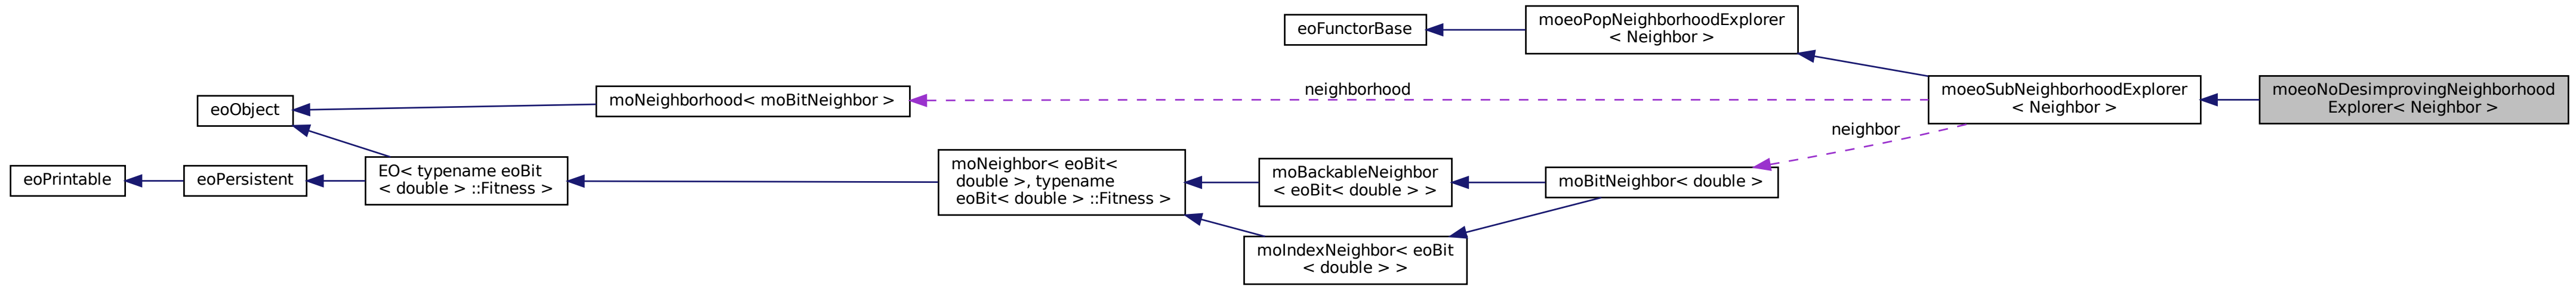 eoFunctorBase
moeoPopNeighborhoodExplorer
< Neighbor >
eoObject
moNeighborhood< moBitNeighbor >
neighborhood
moeoSubNeighborhoodExplorer
< Neighbor >
moeoNoDesimprovingNeighborhood
Explorer< Neighbor >
neighbor
eoPrintable
eoPersistent
EO< typename eoBit
< double > ::Fitness >
moNeighbor< eoBit<
double >, typename
eoBit< double > ::Fitness >
moBackableNeighbor
< eoBit< double > >
moBitNeighbor< double >
moIndexNeighbor< eoBit
< double > >